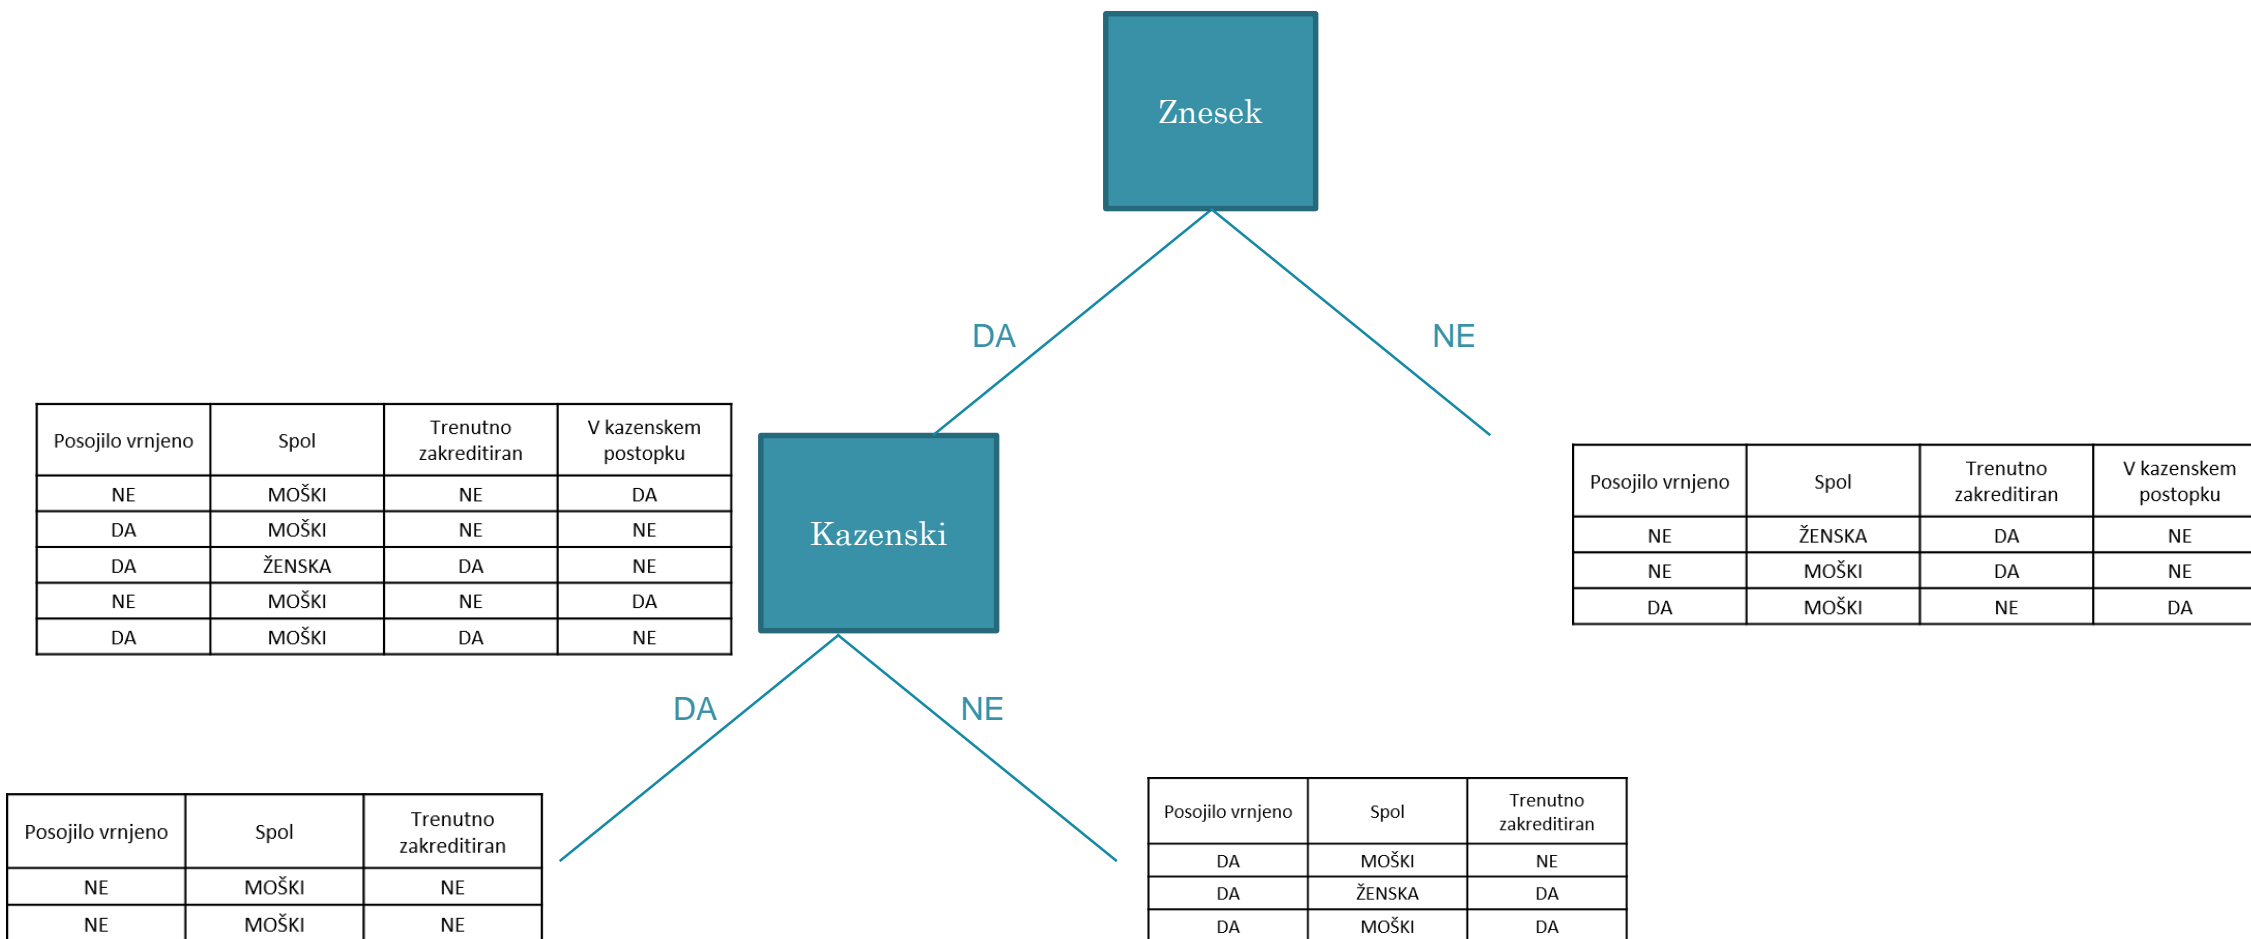 Znesek
DA
NE
Posojilo vrnjeno Spol Trenutno zakreditiran V kazenskem postopku
NE MOŠKI NE DA
DA MOŠKI NE NE
DA ŽENSKA DA NE
NE MOŠKI NE DA
DA MOŠKI DA NE
Kazenski
Posojilo vrnjeno Spol Trenutno zakreditiran V kazenskem postopku
NE ŽENSKA DA NE
NE MOŠKI DA NE
DA MOŠKI NE DA
DA
NE
Posojilo vrnjeno Spol Trenutno zakreditiran
NE MOŠKI NE
NE MOŠKI NE
Posojilo vrnjeno Spol Trenutno zakreditiran
DA MOŠKI NE
DA ŽENSKA DA
DA MOŠKI DA